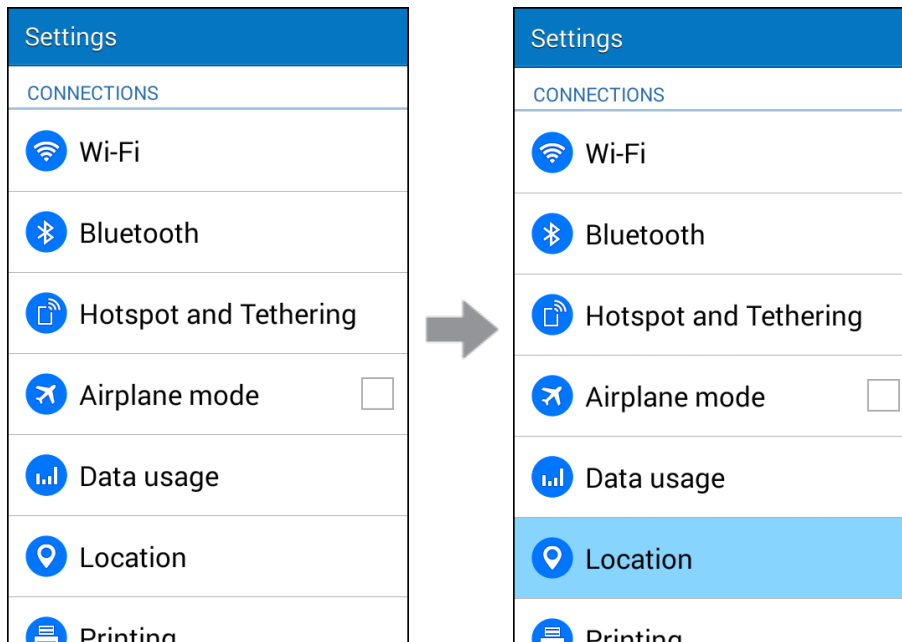 Settings
CONNECTIONS
Wi-Fi
Bluetooth
Hotspot and Tethering
Airplane mode
Data usage
Location
Printing
Settings
CONNECTIONS
Wi-Fi
Bluetooth
Hotspot and Tethering
Airplane mode
Data usage
Location
Printing